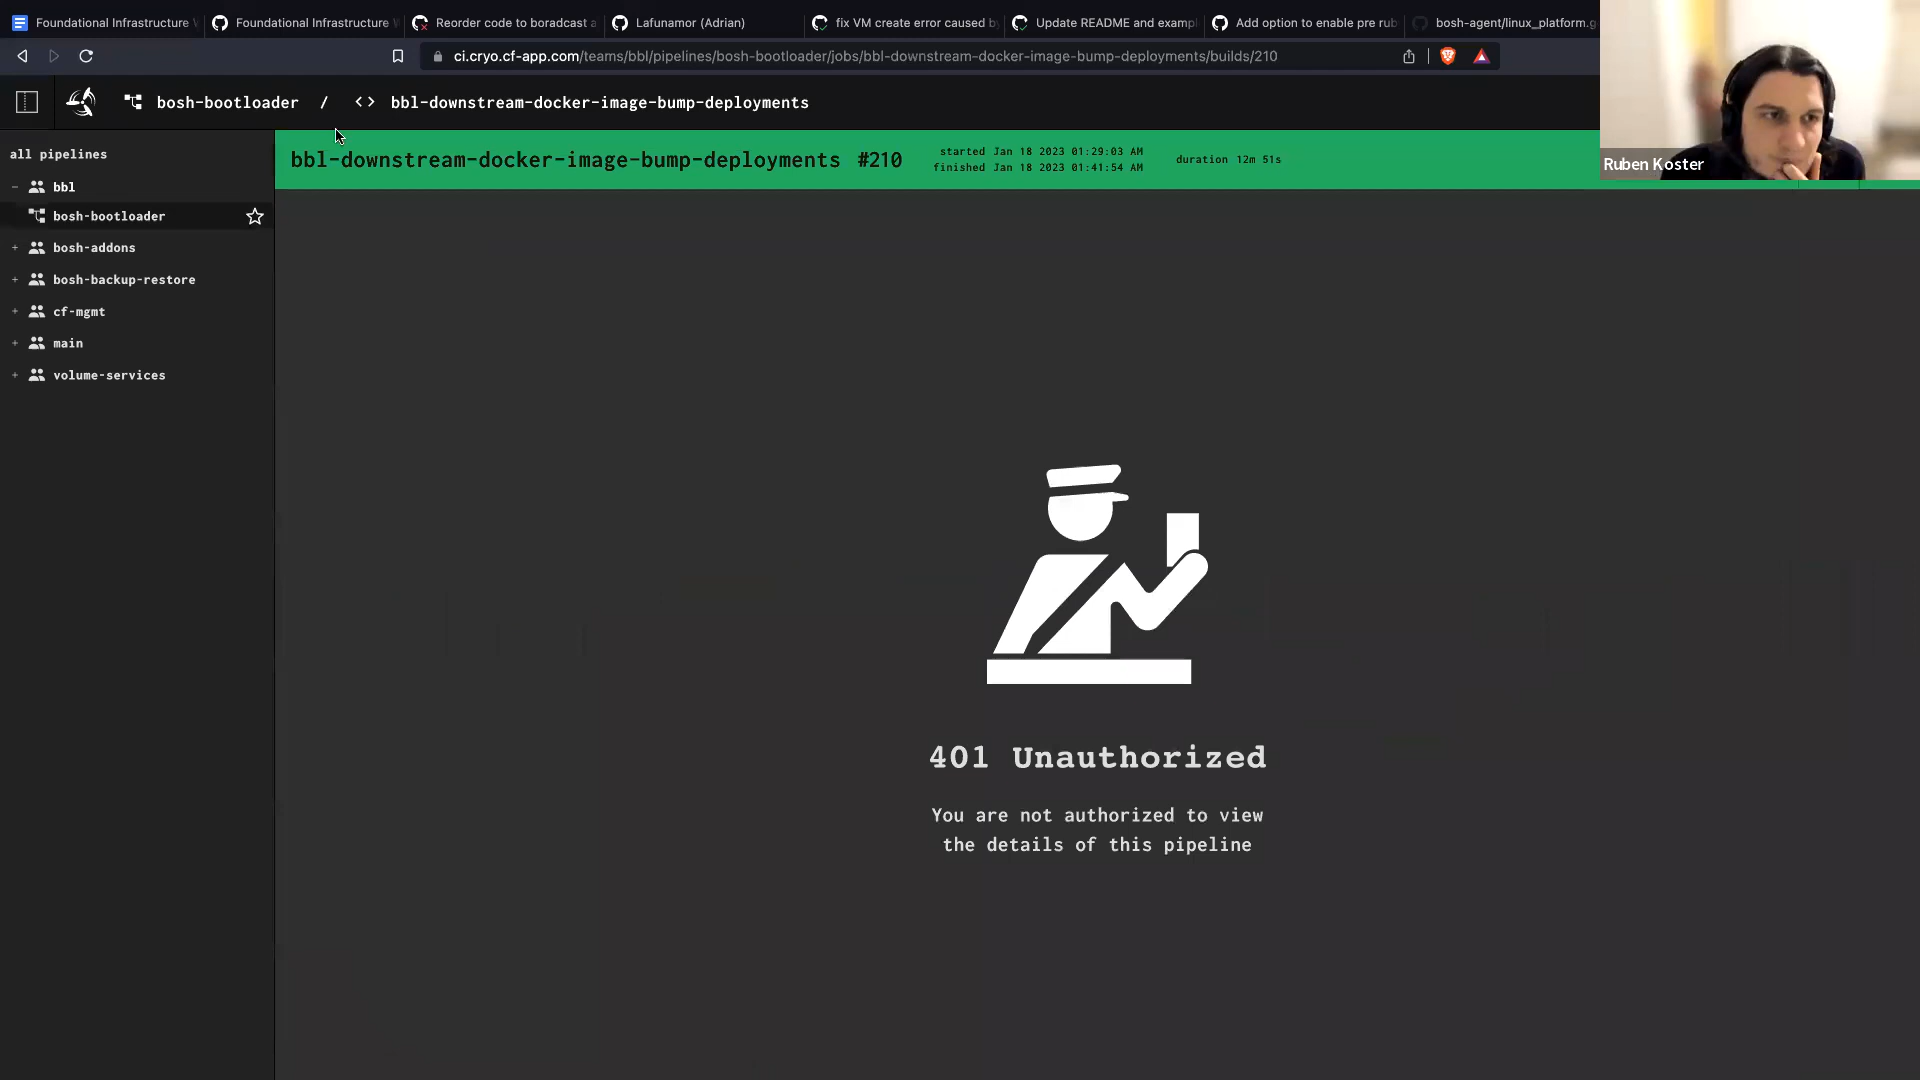 Foundational Infrastructure
Foundational Infrastructure
Reorder code to boradcast a
Lafunamor (Adrian)
fix VM create error caused by
Update README and exampl
Add option to enable pre rub
bosh-agent/linux_platform.g
ci.cryo.cf-app.com/teams/bbl/pipelines/bosh-bootloader/jobs/bbl-downstream-docker-image-bump-deployments/builds/210
bosh-bootloader / <> bbl-downstream-docker-image-bump-deployments
Ruben Koster
all pipelines
- bbl
bosh-bootloader
+ bosh-addons
+ bosh-backup-restore
+ cf-mgmt
+ main
+ volume-services
bbl-downstream-docker-image-bump-deployments #210
started Jan 18 2023 01:29:03 AM
finished Jan 18 2023 01:41:54 AM
duration 12m 51s
401 Unauthorized
You are not authorized to view
the details of this pipeline